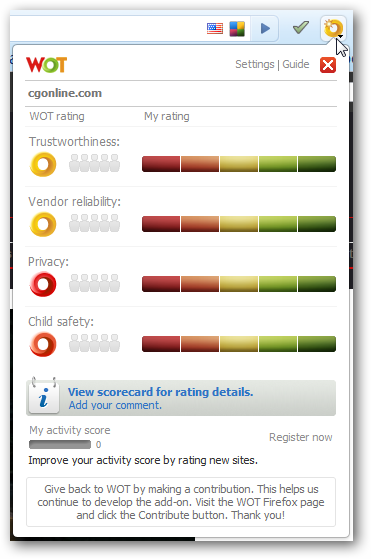 WOT
Settings | Guide
cgonline.com
WOT rating
My rating
Trustworthiness:
Vendor reliability:
Privacy:
Child safety:
View scorecard for rating details.
Add your comment.
My activity score
0
Register now
Improve your activity score by rating new sites.
Give back to WOT by making a contribution. This helps us
continue to develop the add-on. Visit the WOT Firefox page
and click the Contribute button. Thank you!